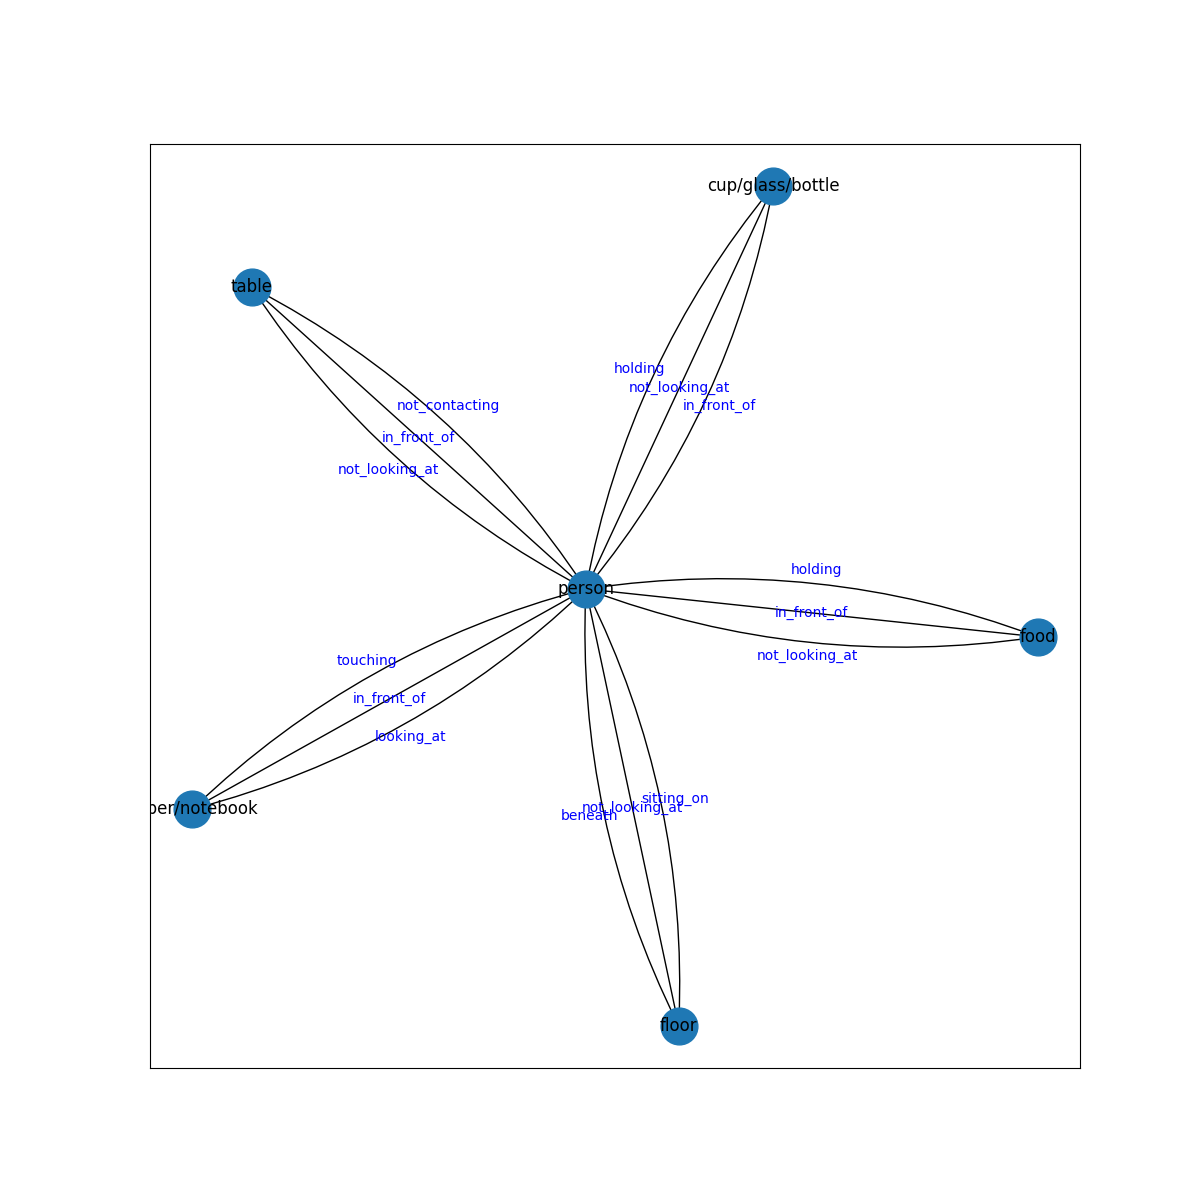 cup/glass/bottle
table
holding
not_looking_at
in_front_of
not_contacting
in_front_of
not_looking_at
holding
person
in_front_of
food
not_looking_at
touching
in_front_of
looking_at
per/notebook
sitting_on
not_looking_at
beneath
floor